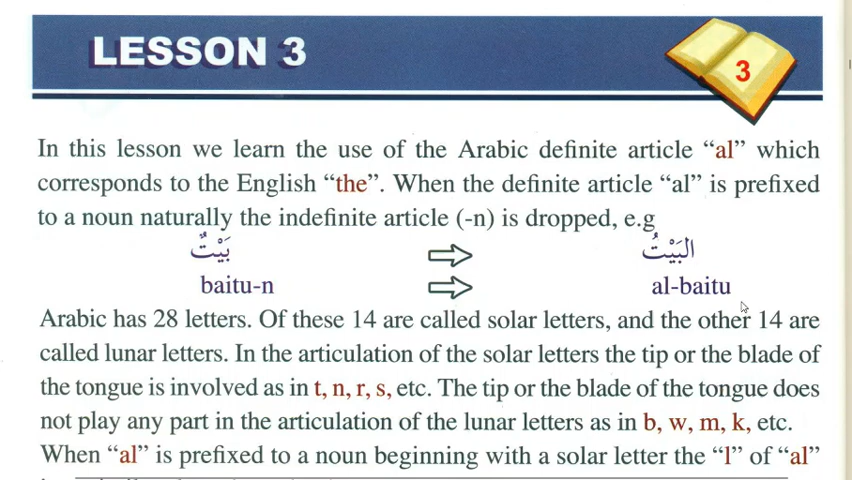 LESSON 3
3
In this lesson we learn the use of the Arabic definite article “al” which
corresponds to the English “the”. When the definite article “al” is prefixed
to a noun naturally the indefinite article (-n) is dropped, e.g
بَيْتٌ ⇨ البَيْتُ
baitu-n ⇨ al-baitu
Arabic has 28 letters. Of these 14 are called solar letters, and the other 14 are
called lunar letters. In the articulation of the solar letters the tip or the blade of
the tongue is involved as in t, n, r, s, etc. The tip or the blade of the tongue does
not play any part in the articulation of the lunar letters as in b, w, m, k, etc.
When “al” is prefixed to a noun beginning with a solar letter the “l” of “al”